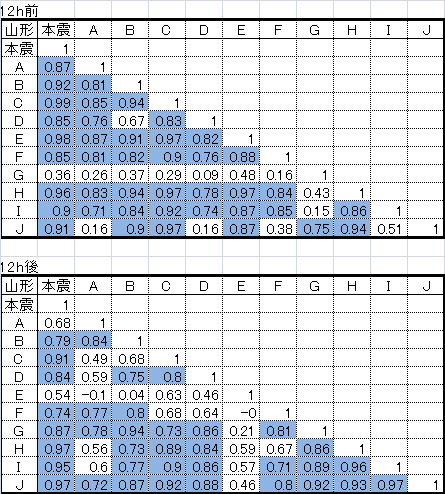 12h前
山形 本震 A B C D E F G H I J
本震 1
A 0.87 1
B 0.92 0.81 1
C 0.99 0.85 0.94 1
D 0.85 0.76 0.67 0.83 1
E 0.98 0.87 0.91 0.97 0.82 1
F 0.85 0.81 0.82 0.9 0.76 0.88 1
G 0.36 0.26 0.37 0.29 0.09 0.48 0.16 1
H 0.96 0.83 0.94 0.97 0.78 0.97 0.84 0.43 1
I 0.9 0.71 0.84 0.92 0.74 0.87 0.85 0.15 0.86 1
J 0.91 0.16 0.9 0.97 0.16 0.87 0.38 0.75 0.94 0.51 1
12h後
山形 本震 A B C D E F G H I J
本震 1
A 0.68 1
B 0.79 0.84 1
C 0.91 0.49 0.68 1
D 0.84 0.59 0.75 0.8 1
E 0.54 -0.1 0.04 0.63 0.46 1
F 0.74 0.77 0.8 0.68 0.64 -0 1
G 0.87 0.78 0.94 0.73 0.86 0.21 0.81 1
H 0.97 0.56 0.73 0.89 0.84 0.59 0.67 0.86 1
I 0.95 0.6 0.77 0.9 0.86 0.57 0.71 0.89 0.96 1
J 0.97 0.72 0.87 0.92 0.88 0.46 0.8 0.92 0.93 0.97 1